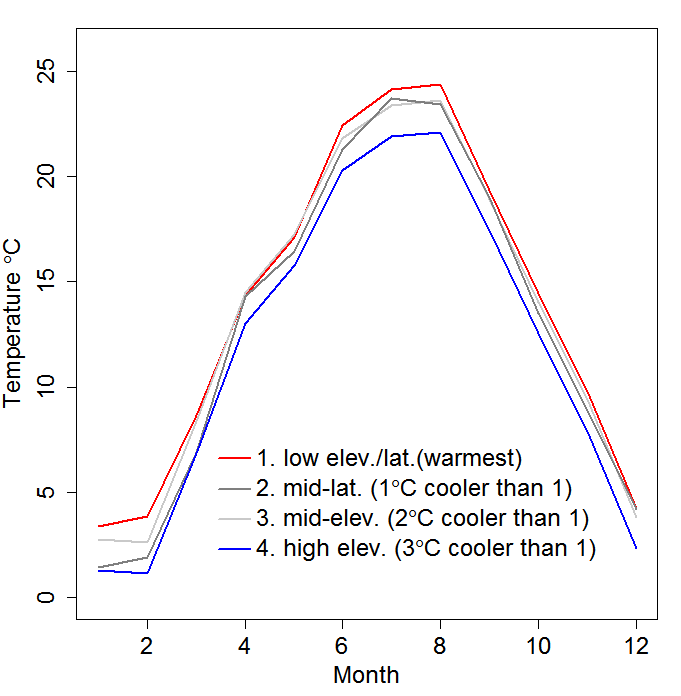 25
20
15
10
5
0
Temperature °C
1. low elev./lat.(warmest)
2. mid-lat. (1°C cooler than 1)
3. mid-elev. (2°C cooler than 1)
4. high elev. (3°C cooler than 1)
2 4 6 8 10 12
Month